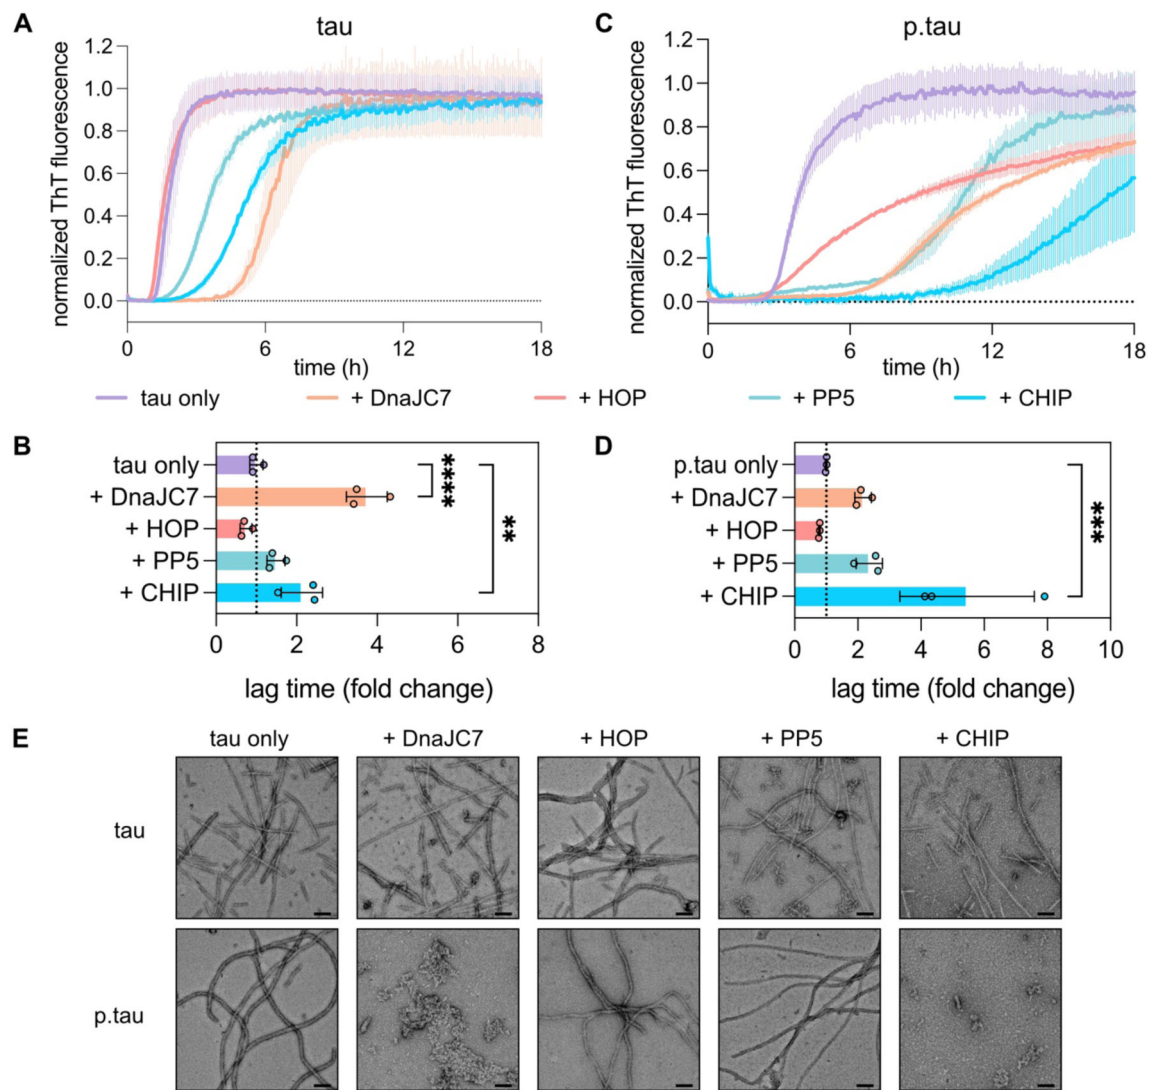 A tau
normalized ThT fluorescence
1.2
1.0
0.8
0.6
0.4
0.2
0.0
0 6 12 18
time (h)
C p.tau
normalized ThT fluorescence
1.2
1.0
0.8
0.6
0.4
0.2
0.0
0 6 12 18
time (h)
tau only + DnaJC7 + HOP + PP5 + CHIP
B
tau only
+ DnaJC7
+ HOP
+ PP5
+ CHIP
****
**
0 2 4 6 8
lag time (fold change)
D
p.tau only
+ DnaJC7
+ HOP
+ PP5
+ CHIP
***
0 2 4 6 8 10
lag time (fold change)
E
tau only + DnaJC7 + HOP + PP5 + CHIP
tau
p.tau